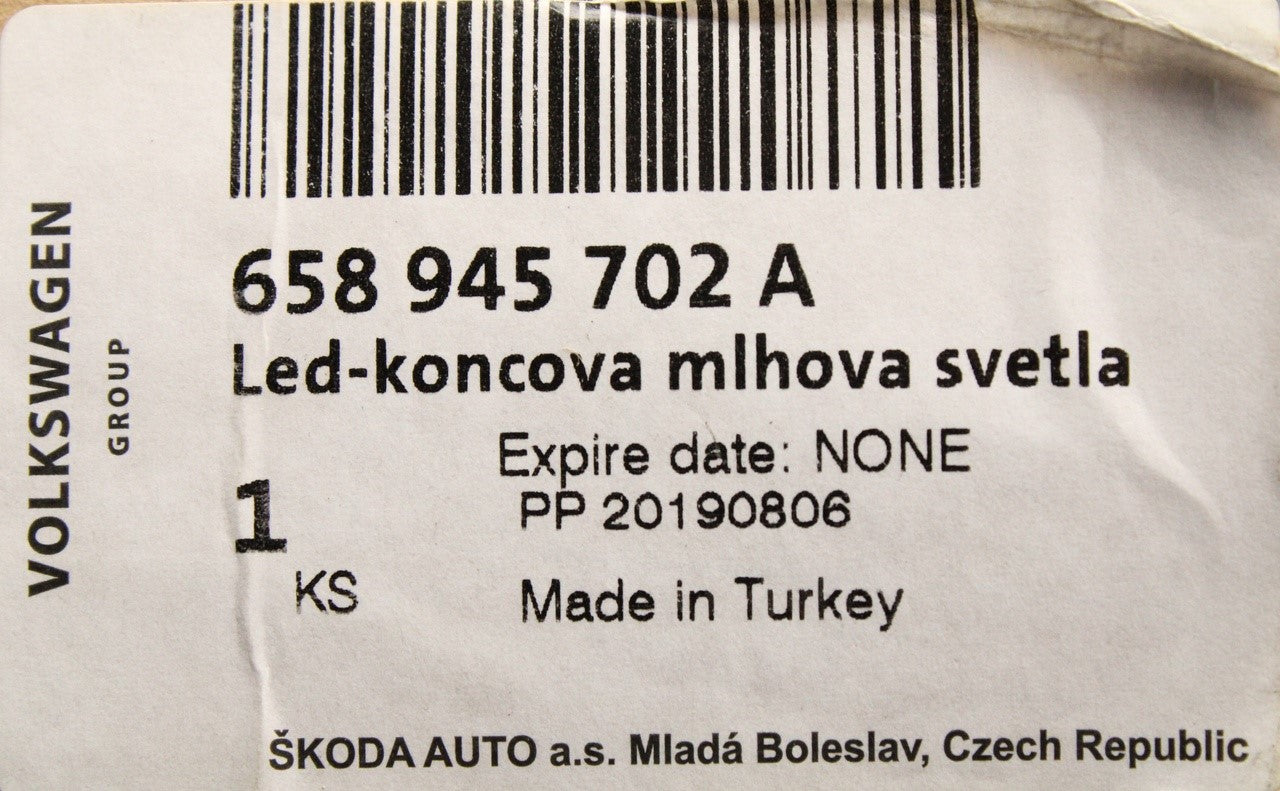 VOLKSWAGEN
GROUP
658 945 702 A
Led-koncova mlhova svetla
Expire date: NONE
PP 20190806
1
KS
Made in Turkey
ŠKODA AUTO a.s. Mladá Boleslav, Czech Republic